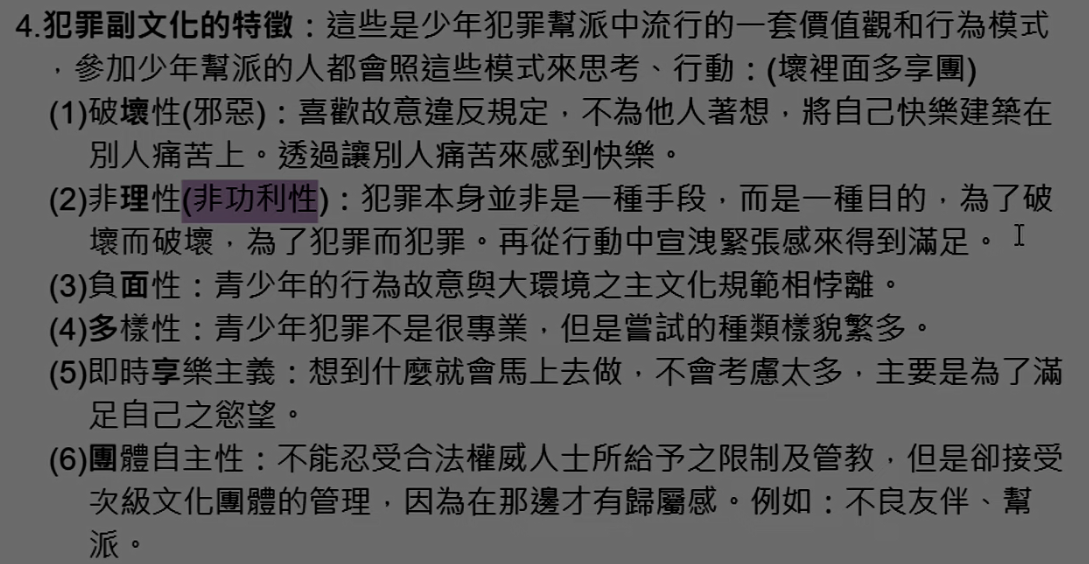 4.犯罪副文化的特徵：這些是少年犯罪幫派中流行的一套價值觀和行為模式
，參加少年幫派的人都會照這些模式來思考、行動：(壞裡面多享團)
(1)破壞性(邪惡)：喜歡故意違反規定，不為他人著想，將自己快樂建築在
別人痛苦上。透過讓別人痛苦來感到快樂。
(2)非理性(非功利性)：犯罪本身並非是一種手段，而是一種目的，為了破
壞而破壞，為了犯罪而犯罪。再從行動中宣洩緊張感來得到滿足。
(3)負面性：青少年的行為故意與大環境之主文化規範相悖離。
(4)多樣性：青少年犯罪不是很專業，但是嘗試的種類樣貌繁多。
(5)即時享樂主義：想到什麼就會馬上去做，不會考慮太多，主要是為了滿
足自己之慾望。
(6)團體自主性：不能忍受合法權威人士所給予之限制及管教，但是卻接受
次級文化團體的管理，因為在那邊才有歸屬感。例如：不良友伴、幫
派。